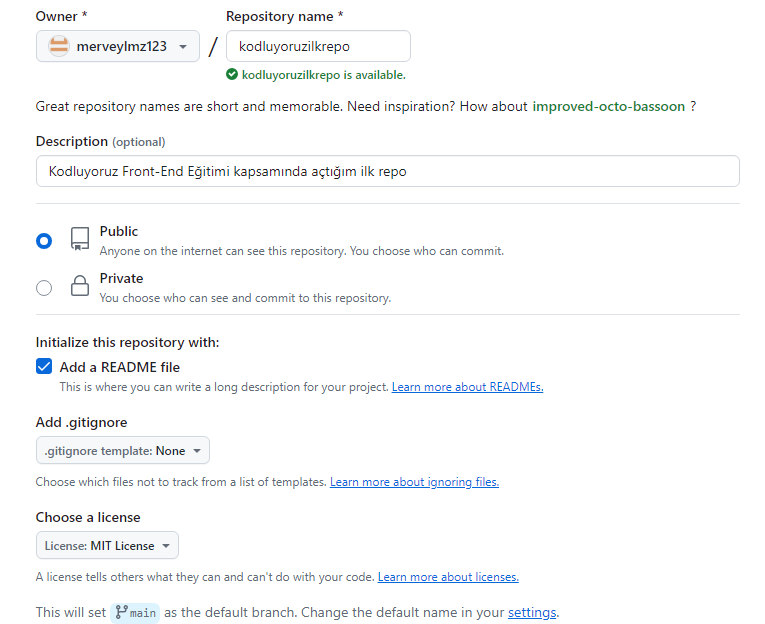 Owner * Repository name *
merveylmz123 / kodluyoruzilkrepo
kodluyoruzilkrepo is available.
Great repository names are short and memorable. Need inspiration? How about improved-octo-bassoon ?
Description (optional)
Kodluyoruz Front-End Eğitimi kapsamında açtığım ilk repo
Public
Anyone on the internet can see this repository. You choose who can commit.
Private
You choose who can see and commit to this repository.
Initialize this repository with:
Add a README file
This is where you can write a long description for your project. Learn more about READMEs.
Add .gitignore
.gitignore template: None
Choose which files not to track from a list of templates. Learn more about ignoring files.
Choose a license
License: MIT License
A license tells others what they can and can't do with your code. Learn more about licenses.
This will set main as the default branch. Change the default name in your settings.